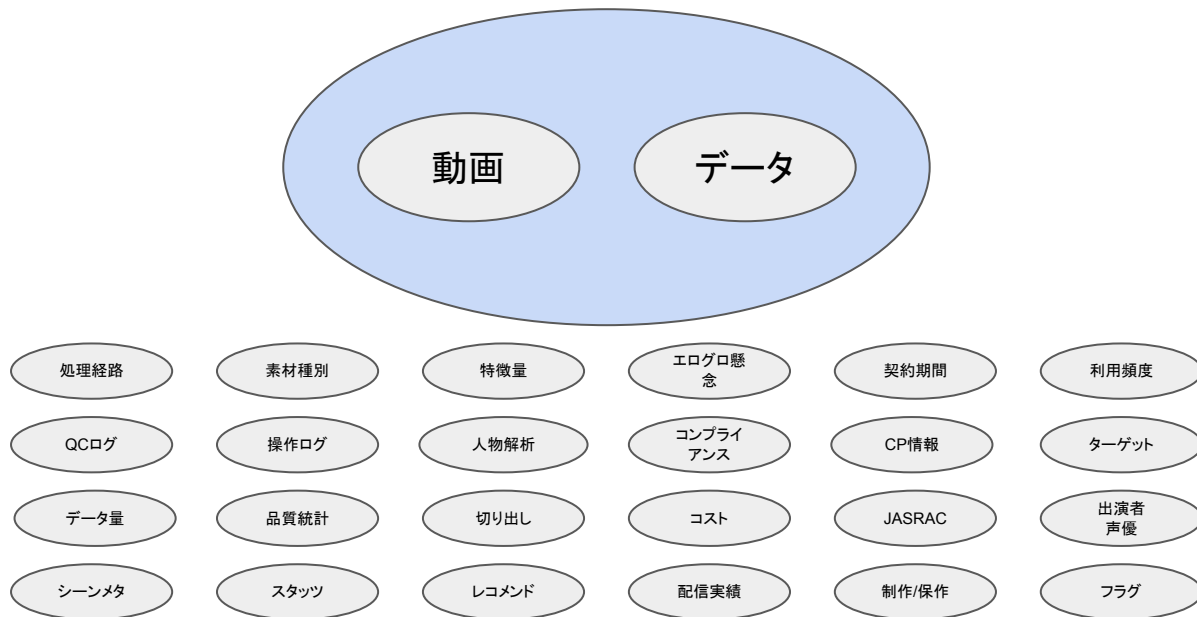 動画
データ
処理経路
素材種別
特徴量
エログロ懸
念
契約期間
利用頻度
QCログ
操作ログ
人物解析
コンプライ
アンス
CP情報
ターゲット
データ量
品質統計
切り出し
コスト
JASRAC
出演者
声優
シーンメタ
スタッツ
レコメンド
配信実績
制作/保作
フラグ